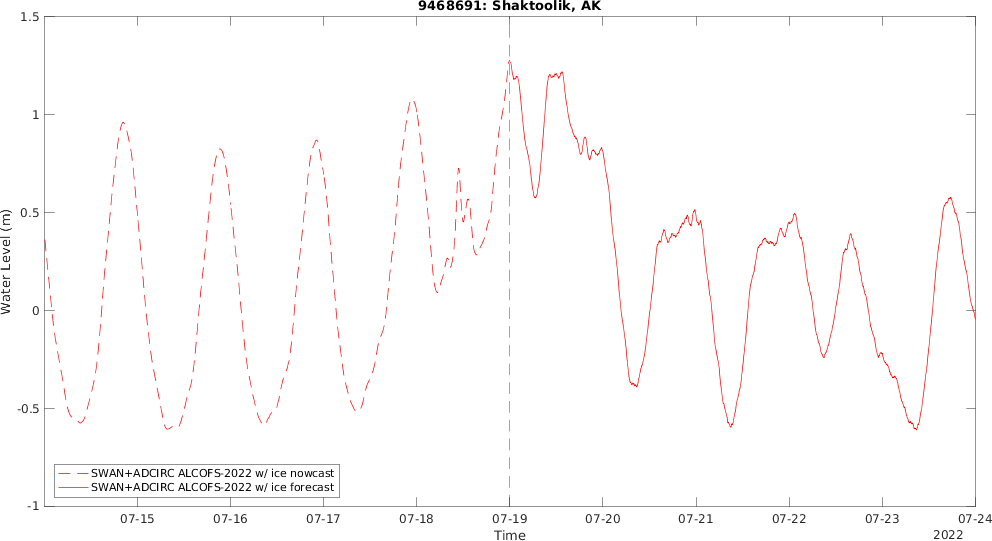 9468691: Shaktoolik, AK
1.5
1
0.5
0
-0.5
-1
Water Level (m)
SWAN+ADCIRC ALCOFS-2022 w/ ice nowcast
SWAN+ADCIRC ALCOFS-2022 w/ ice forecast
07-15 07-16 07-17 07-18 07-19 07-20 07-21 07-22 07-23 07-24
Time
2022